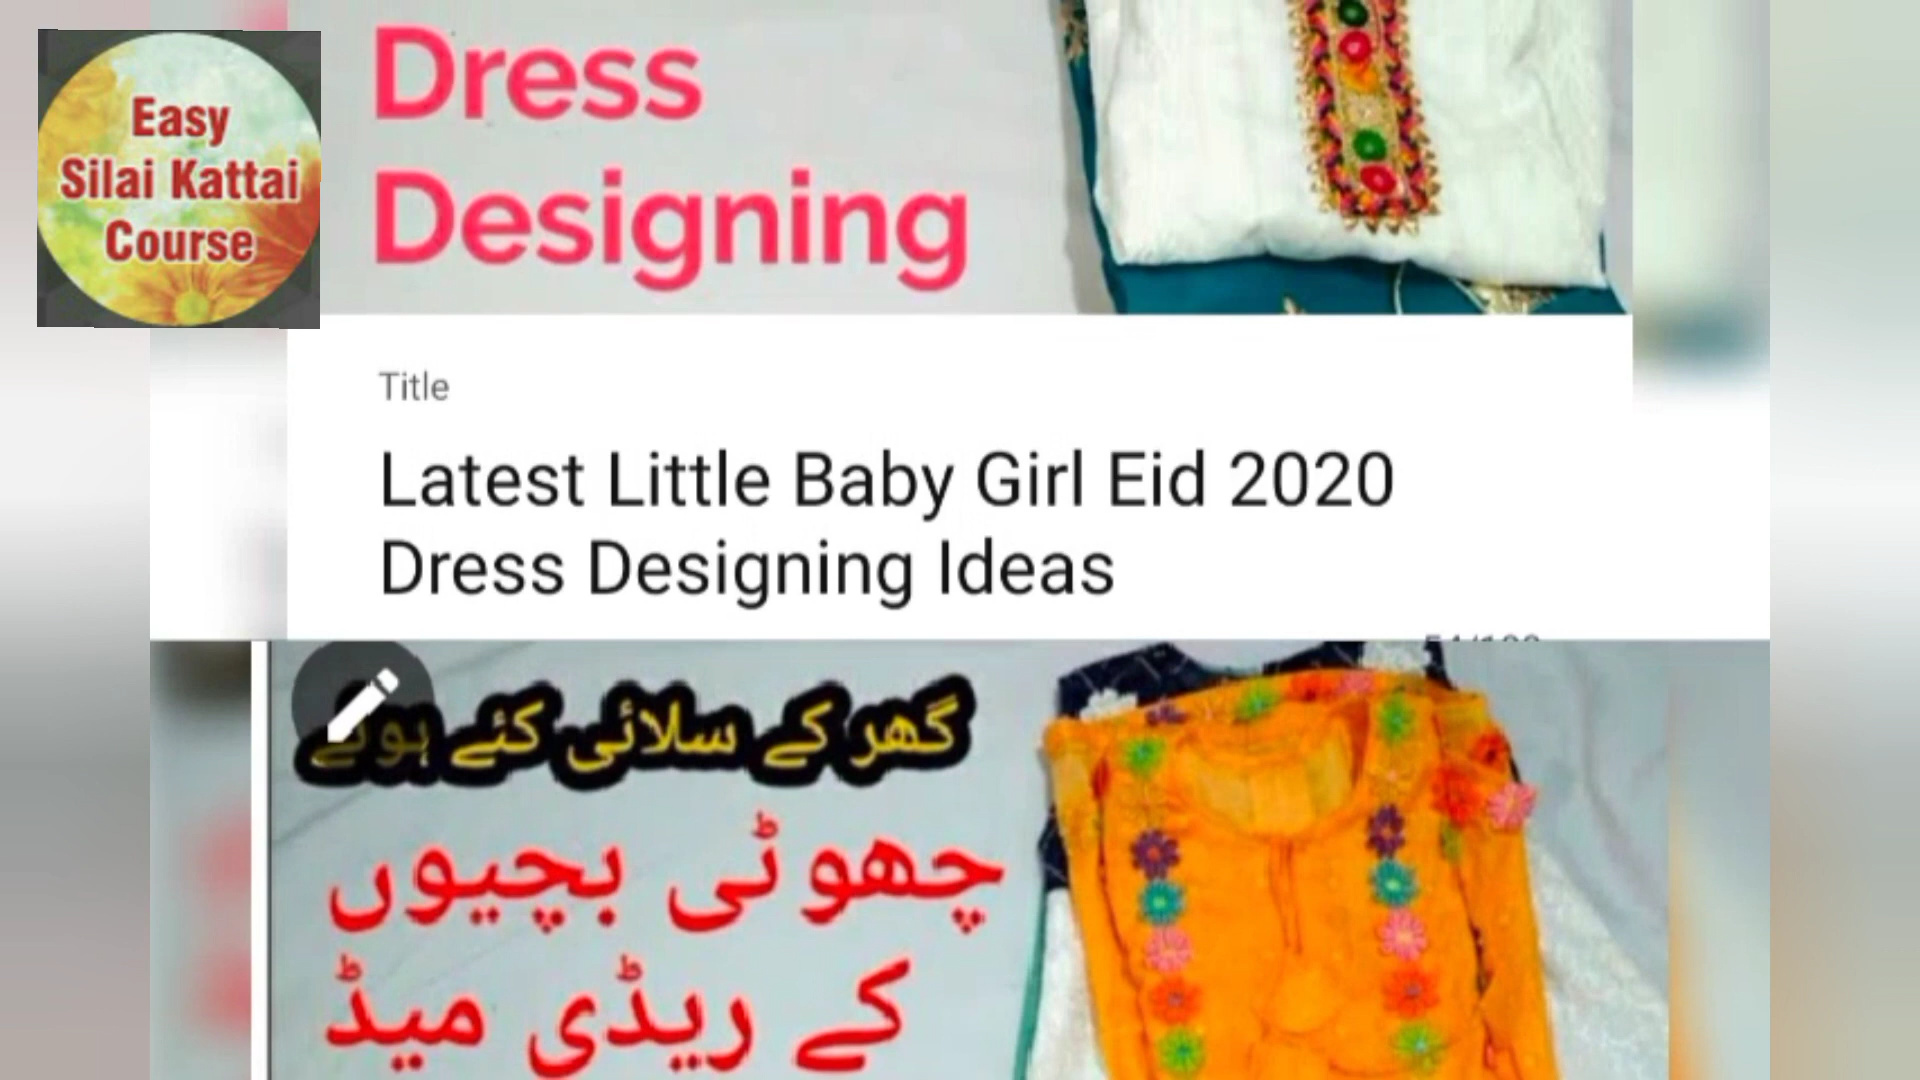 Easy
Silai Kattai
Course
Dress
Designing
Title
Latest Little Baby Girl Eid 2020
Dress Designing Ideas
گھر کے سلائی کئے ہوئے
چھوٹی بچیوں
کے ریڈی میڈ